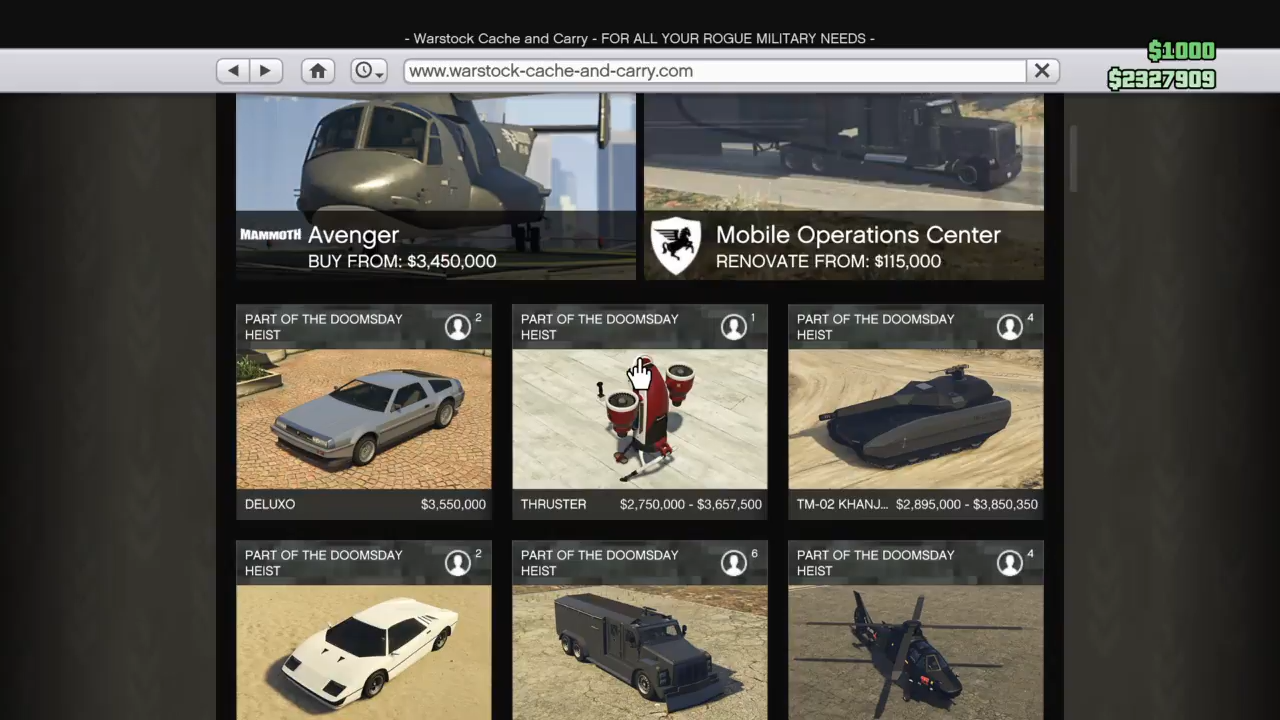 - Warstock Cache and Carry - FOR ALL YOUR ROGUE MILITARY NEEDS -
$1000
www.warstock-cache-and-carry.com
$2327909
MAMMOTH Avenger
BUY FROM: $3,450,000
Mobile Operations Center
RENOVATE FROM: $115,000
PART OF THE DOOMSDAY
HEIST
2
PART OF THE DOOMSDAY
HEIST
1
PART OF THE DOOMSDAY
HEIST
4
DELUXO $3,550,000
THRUSTER $2,750,000 - $3,657,500
TM-02 KHANJ... $2,895,000 - $3,850,350
PART OF THE DOOMSDAY
HEIST
2
PART OF THE DOOMSDAY
HEIST
6
PART OF THE DOOMSDAY
HEIST
4